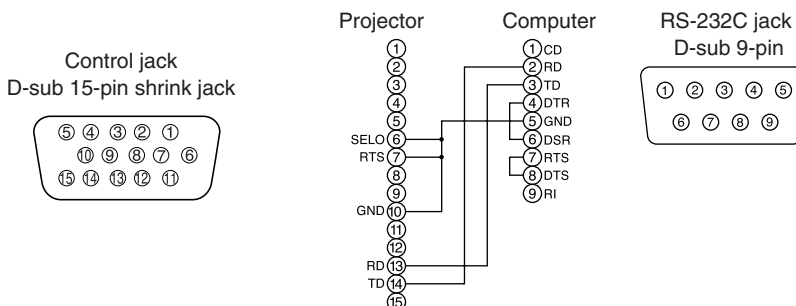 Control jack
D-sub 15-pin shrink jack
5 4 3 2 1
10 9 8 7 6
15 14 13 12 11
Projector
1
2
3
4
5
SELO 6
RTS 7
8
9
GND 10
11
12
RD 13
TD 14
15
Computer
1 CD
2 RD
3 TD
4 DTR
5 GND
6 DSR
7 RTS
8 DTS
9 RI
RS-232C jack
D-sub 9-pin
1 2 3 4 5
6 7 8 9